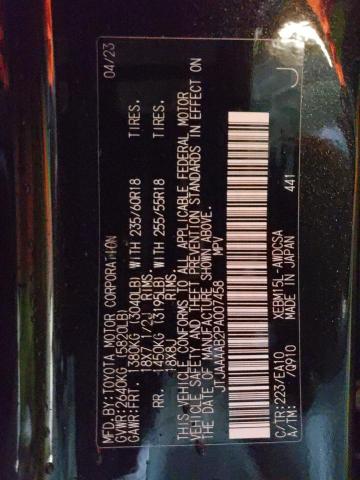 MFD.BY:TOYOTA MOTOR CORPORATION 04/23
GVWR:2640KG (5820LB)
GAWR:FRT. 1380KG (3040LB) WITH 235/60R18 TIRES.
18X7 1/2J RIMS.
RR. 1450KG (3195LB) WITH 255/55R18 TIRES.
18X8J RIMS.
THIS VEHICLE CONFORMS TO ALL APPLICABLE FEDERAL MOTOR
VEHICLE SAFETY AND THEFT PREVENTION STANDARDS IN EFFECT ON
THE DATE OF MANUFACTURE SHOWN ABOVE.
JTJAAAAB2PA007458 MPV
XEBM15L-AWDCSA
C/TR:223/EA10 MADE IN JAPAN
A/TM: /Q910 441 J